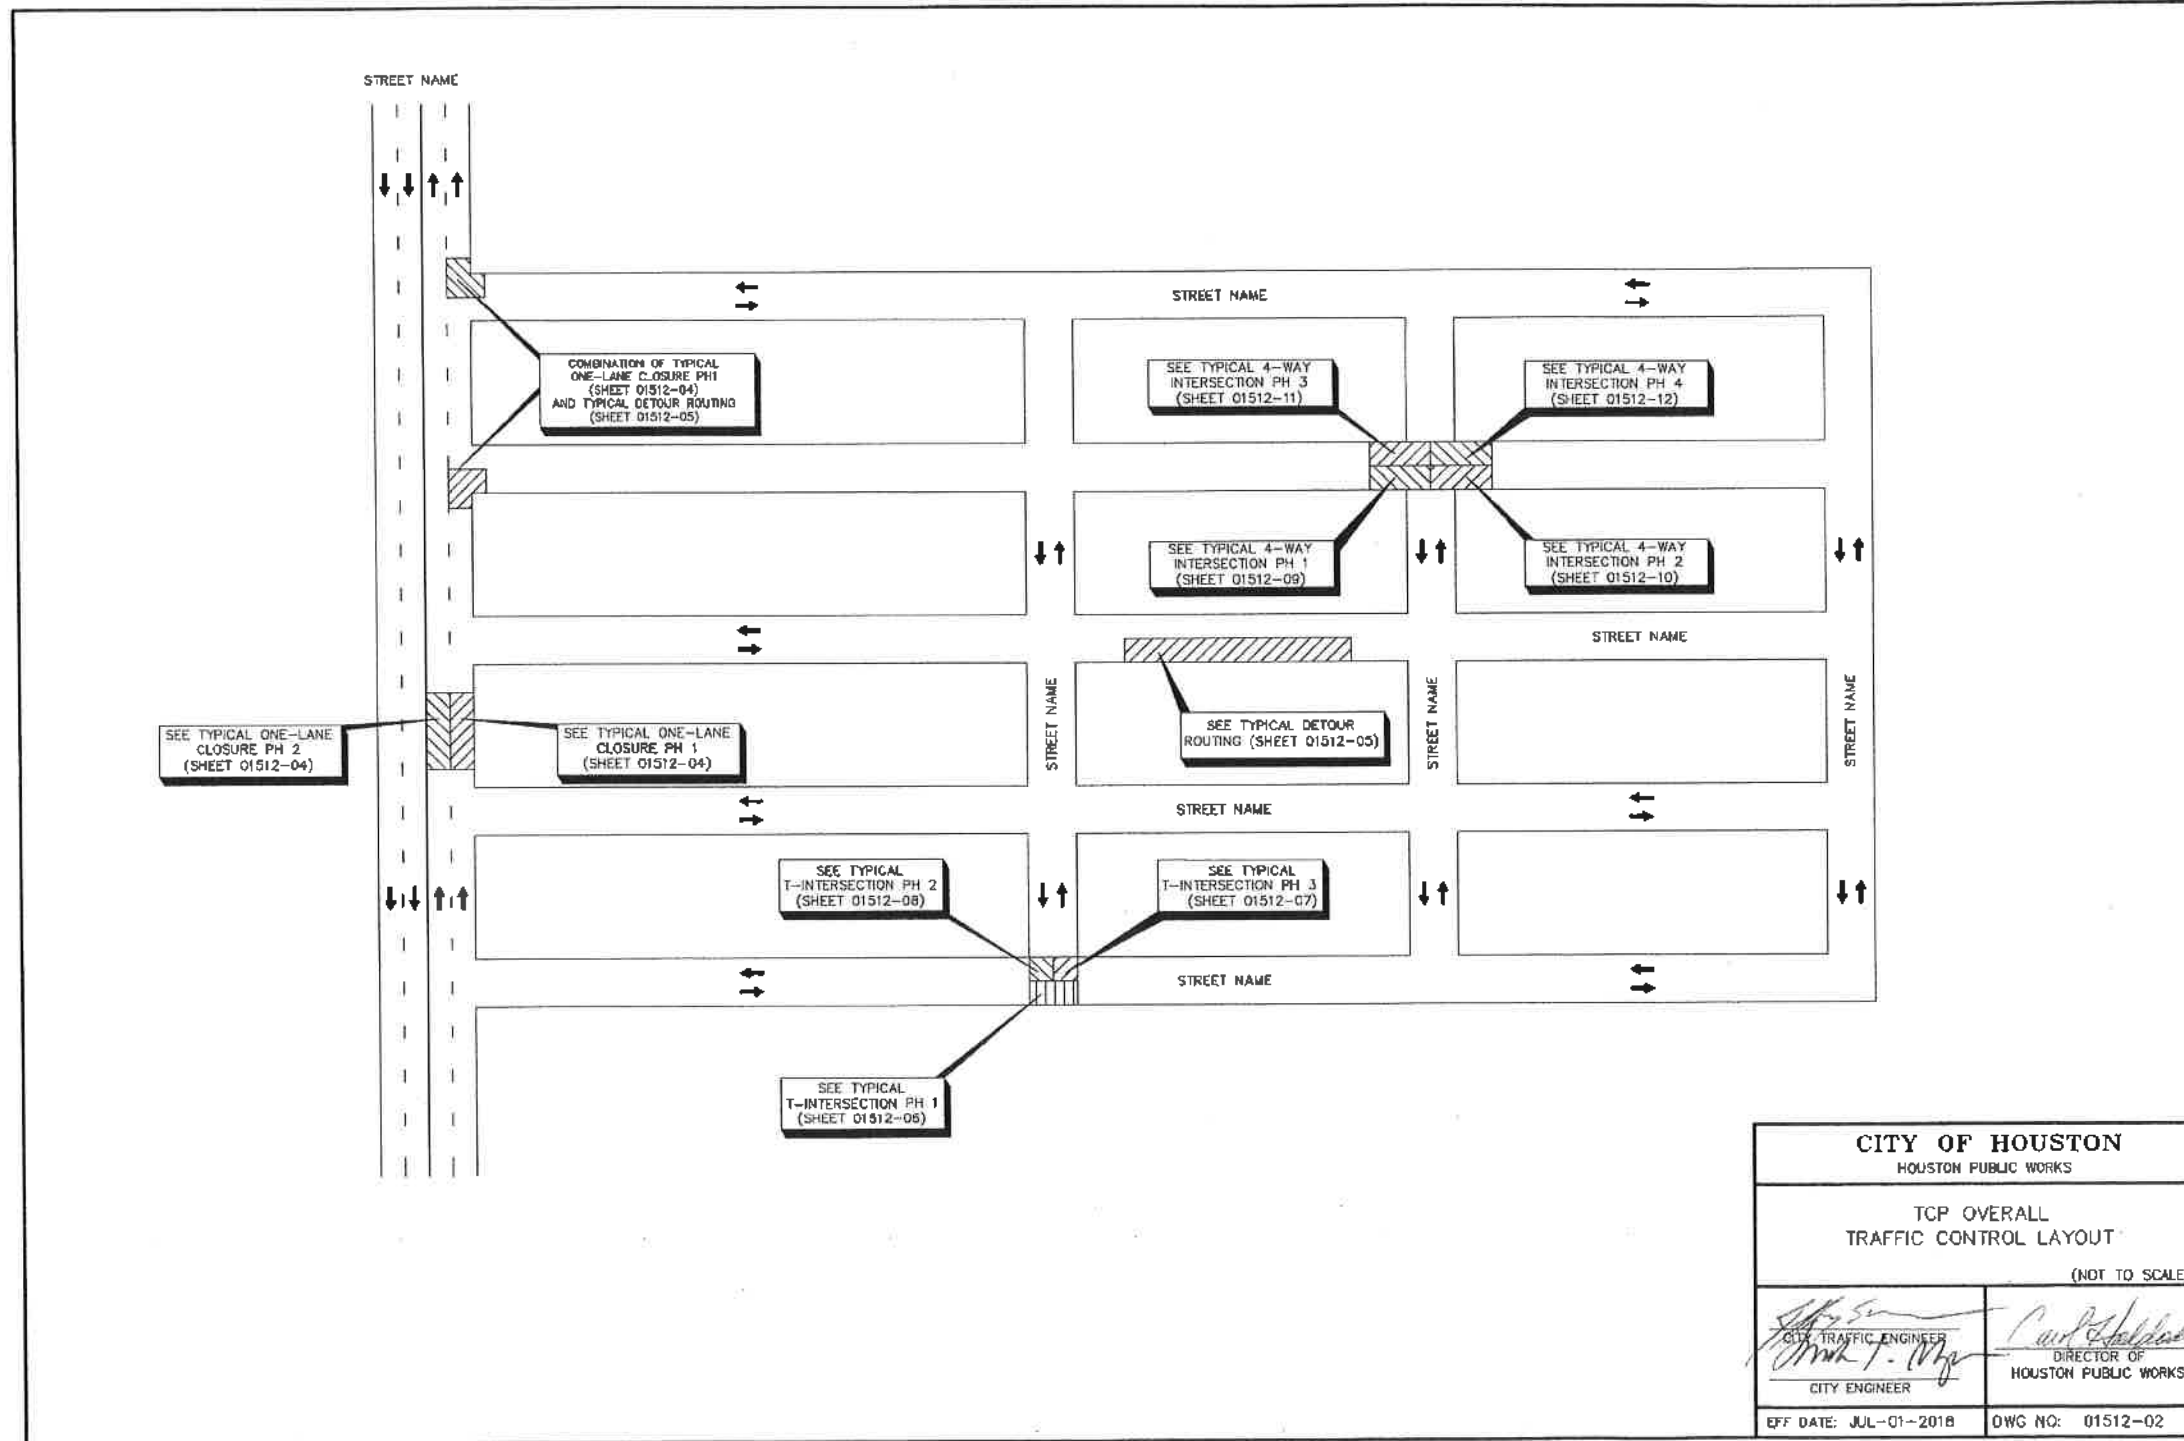 STREET NAME
STREET NAME
COMBINATION OF TYPICAL
ONE-LANE CLOSURE PH1
(SHEET 01512-04)
AND TYPICAL DETOUR ROUTING
(SHEET 01512-05)
SEE TYPICAL 4-WAY
INTERSECTION PH 3
(SHEET 01512-11)
SEE TYPICAL 4-WAY
INTERSECTION PH 4
(SHEET 01512-12)
SEE TYPICAL 4-WAY
INTERSECTION PH 1
(SHEET 01512-09)
SEE TYPICAL 4-WAY
INTERSECTION PH 2
(SHEET 01512-10)
STREET NAME
SEE TYPICAL ONE-LANE
CLOSURE PH 2
(SHEET 01512-04)
SEE TYPICAL ONE-LANE
CLOSURE PH 1
(SHEET 01512-04)
STREET NAME
SEE TYPICAL DETOUR
ROUTING (SHEET 01512-05)
STREET NAME
STREET NAME
STREET NAME
SEE TYPICAL
T-INTERSECTION PH 2
(SHEET 01512-08)
SEE TYPICAL
T-INTERSECTION PH 3
(SHEET 01512-07)
STREET NAME
SEE TYPICAL
T-INTERSECTION PH 1
(SHEET 01512-06)
CITY OF HOUSTON
HOUSTON PUBLIC WORKS
TCP OVERALL
TRAFFIC CONTROL LAYOUT
(NOT TO SCALE
CITY TRAFFIC ENGINEER
CITY ENGINEER
DIRECTOR OF
HOUSTON PUBLIC WORKS
EFF DATE: JUL-01-2018
DWG NO: 01512-02